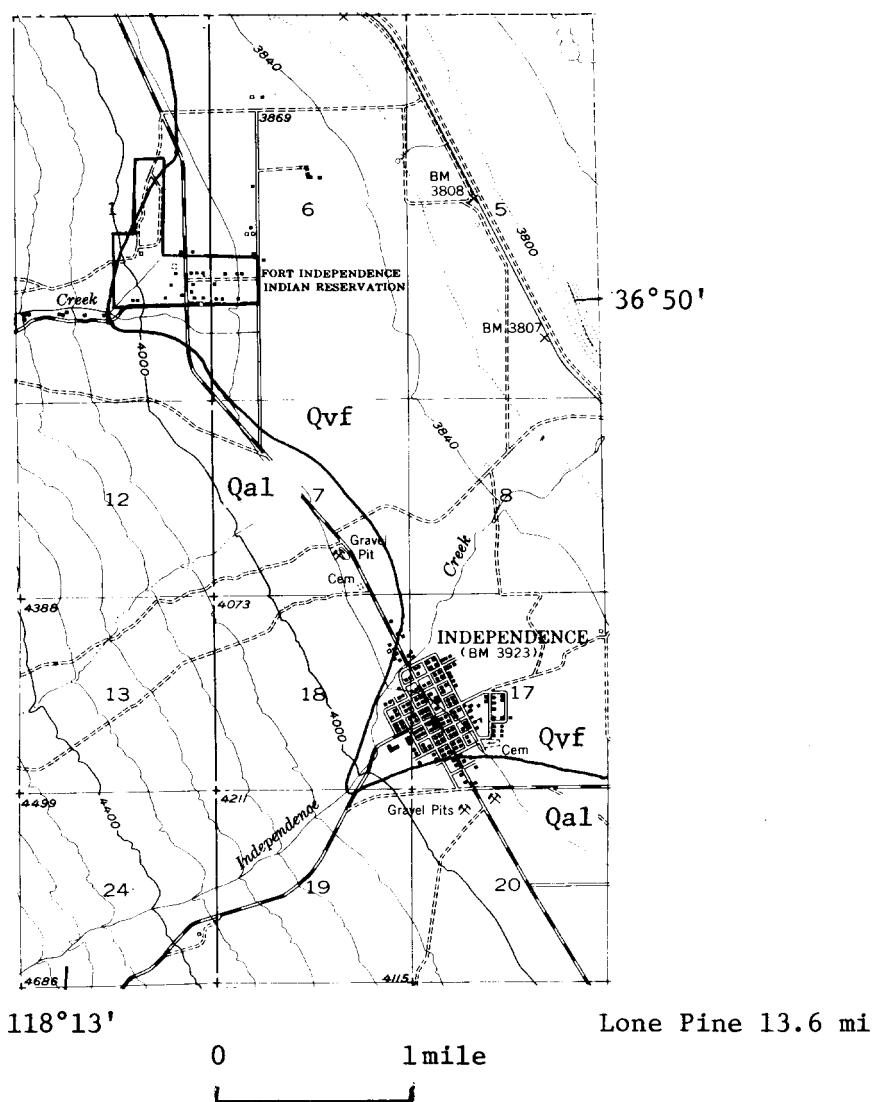 3840
3869
BM
3808
1
6
5
3800
FORT INDEPENDENCE
INDIAN RESERVATION
36°50'
Creek
BM 3807
4000
Qvf
3840
Qal
12
7
8
Gravel
Pit
Creek
Cem
4388
4073
INDEPENDENCE
(BM 3923)
13
18
17
4000
Qvf
Cem
4499
4400
4211
Gravel Pits
Qal
Independence
24
19
20
4686
4115
118°13'
Lone Pine 13.6 mi
0
1 mile